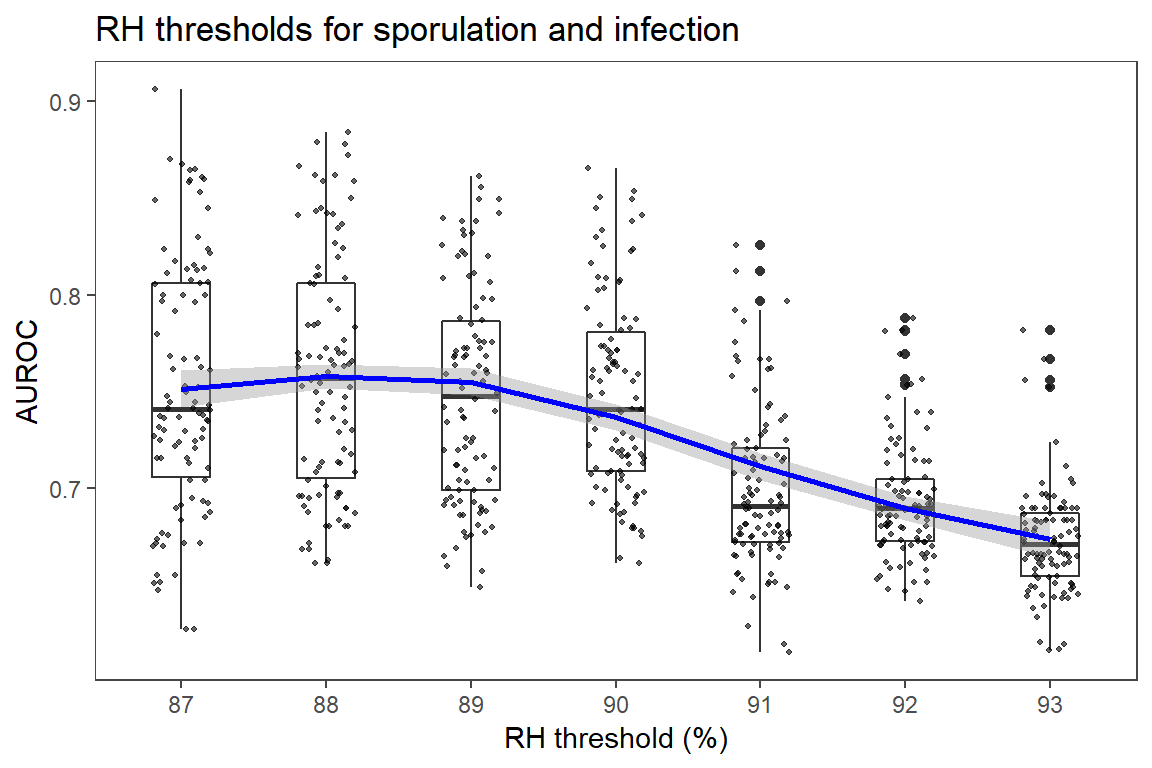 RH thresholds for sporulation and infection
0.9
0.8
0.7
AUROC
87 88 89 90 91 92 93
RH threshold (%)